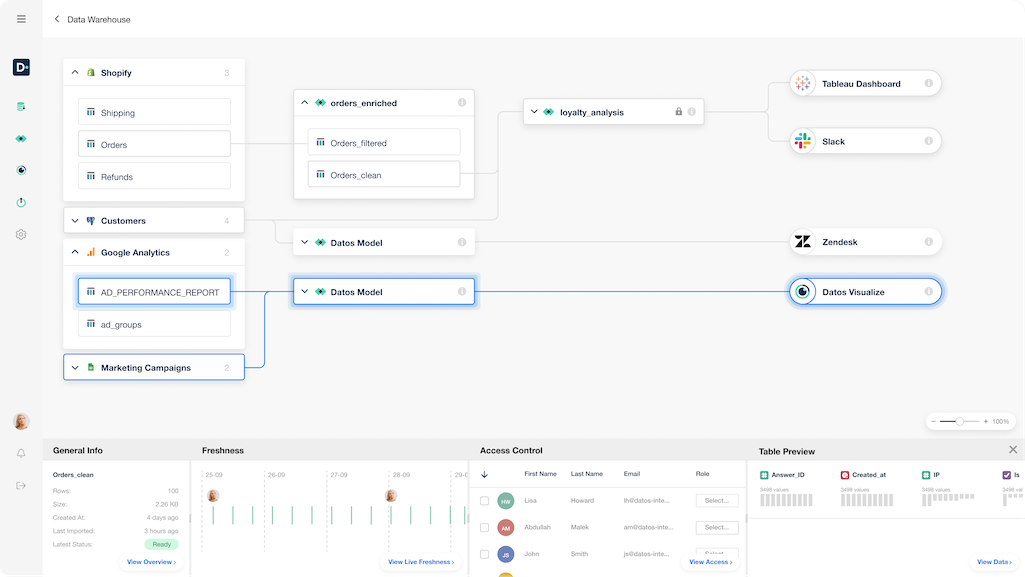 Data Warehouse
D+
Shopify 3
Shipping
Orders
Refunds
Customers 4
Google Analytics 2
AD_PERFORMANCE_REPORT
ad_groups
Marketing Campaigns 2
orders_enriched
Orders_filtered
Orders_clean
Datos Model
Datos Model
loyalty_analysis
Tableau Dashboard
Slack
Zendesk
Datos Visualize
100%
General Info
Orders_clean
Rows: 100
Size: 2.26 KB
Created At: 4 days ago
Last Imported: 3 hours ago
Latest Status: Ready
View Overview ›
Freshness
25-09 26-09 27-09 28-09 29-0
View Live Freshness ›
Access Control
First Name Last Name Email Role
HW Lisa Howard lh@datos-inte... Select...
AM Abdullah Malek am@datos-inte... Select...
JS John Smith js@datos-inte... Select...
View Access ›
Table Preview
Answer_ID Created_at IP Is
3498 values 3498 values 3498 values 3498 val
View Data ›